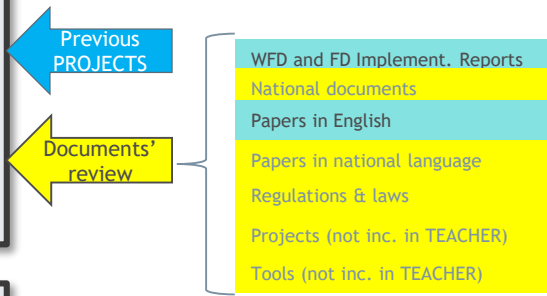 Previous
PROJECTS
Documents’
review
WFD and FD Implement. Reports
National documents
Papers in English
Papers in national language
Regulations & laws
Projects (not inc. in TEACHER)
Tools (not inc. in TEACHER)